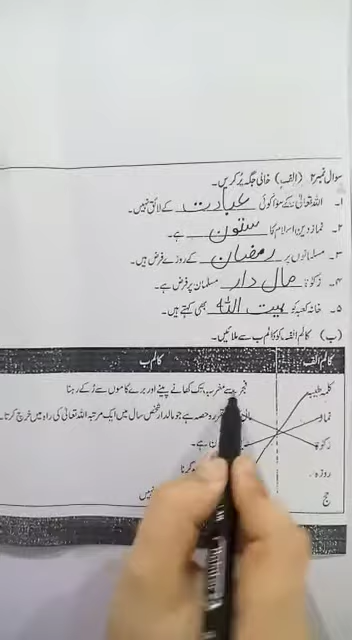 سوال نمبر ۲ (الف) خالی جگہ پُر کریں۔
۱۔ اللہ تعالیٰ کے سوا کوئی عبادت کے لائق نہیں۔
۲۔ نماز دین اسلام کا ستون ہے۔
۳۔ مسلمانوں پر رمضان کے روزے فرض ہیں۔
۴۔ زکوٰۃ مال دار مسلمان پر فرض ہے۔
۵۔ خانہ کعبہ کو بیت اللہ بھی کہتے ہیں۔
(ب) کالم الف کو کالم ب سے ملائیں۔
کالم الف کالم ب
کلمہ طیبہ فجر سے مغرب تک کھانے پینے اور برے کاموں سے رُکے رہنا
نماز حصہ ہے جو مالدار شخص سال میں ایک مرتبہ اللہ تعالیٰ کی راہ میں خرچ کرتا۔
زکوٰۃ ہے۔
روزہ کرنا
حج نہیں